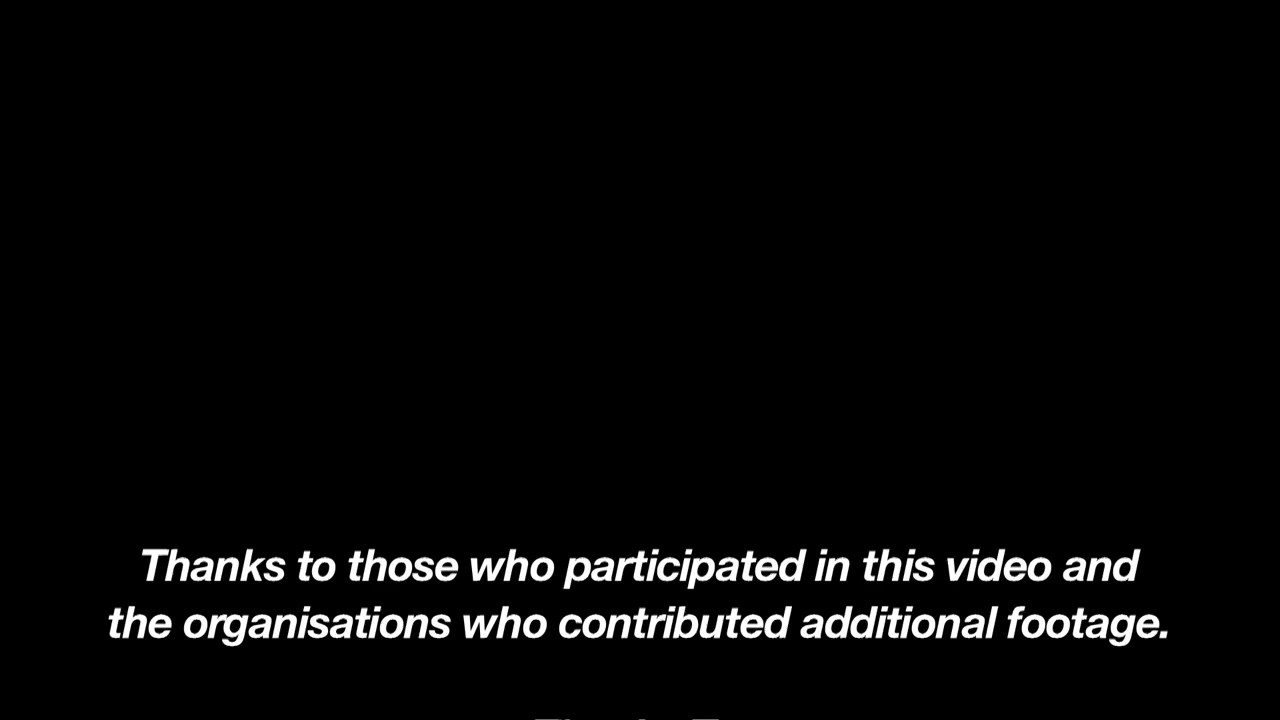 Thanks to those who participated in this video and
the organisations who contributed additional footage.